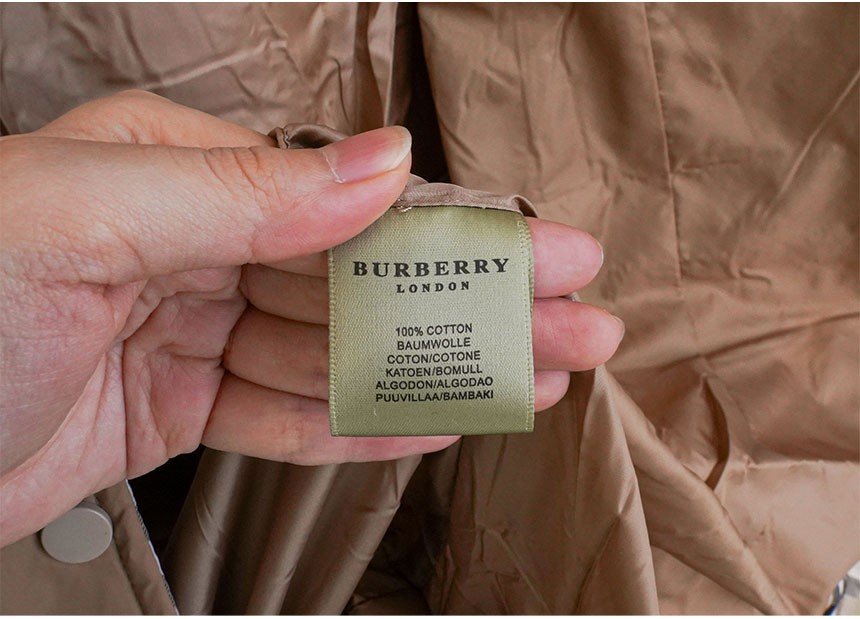 BURBERRY
LONDON
100% COTTON
BAUMWOLLE
COTON/COTONE
KATOEN/BOMULL
ALGODON/ALGODAO
PUUVILLAA/BAMBAKI